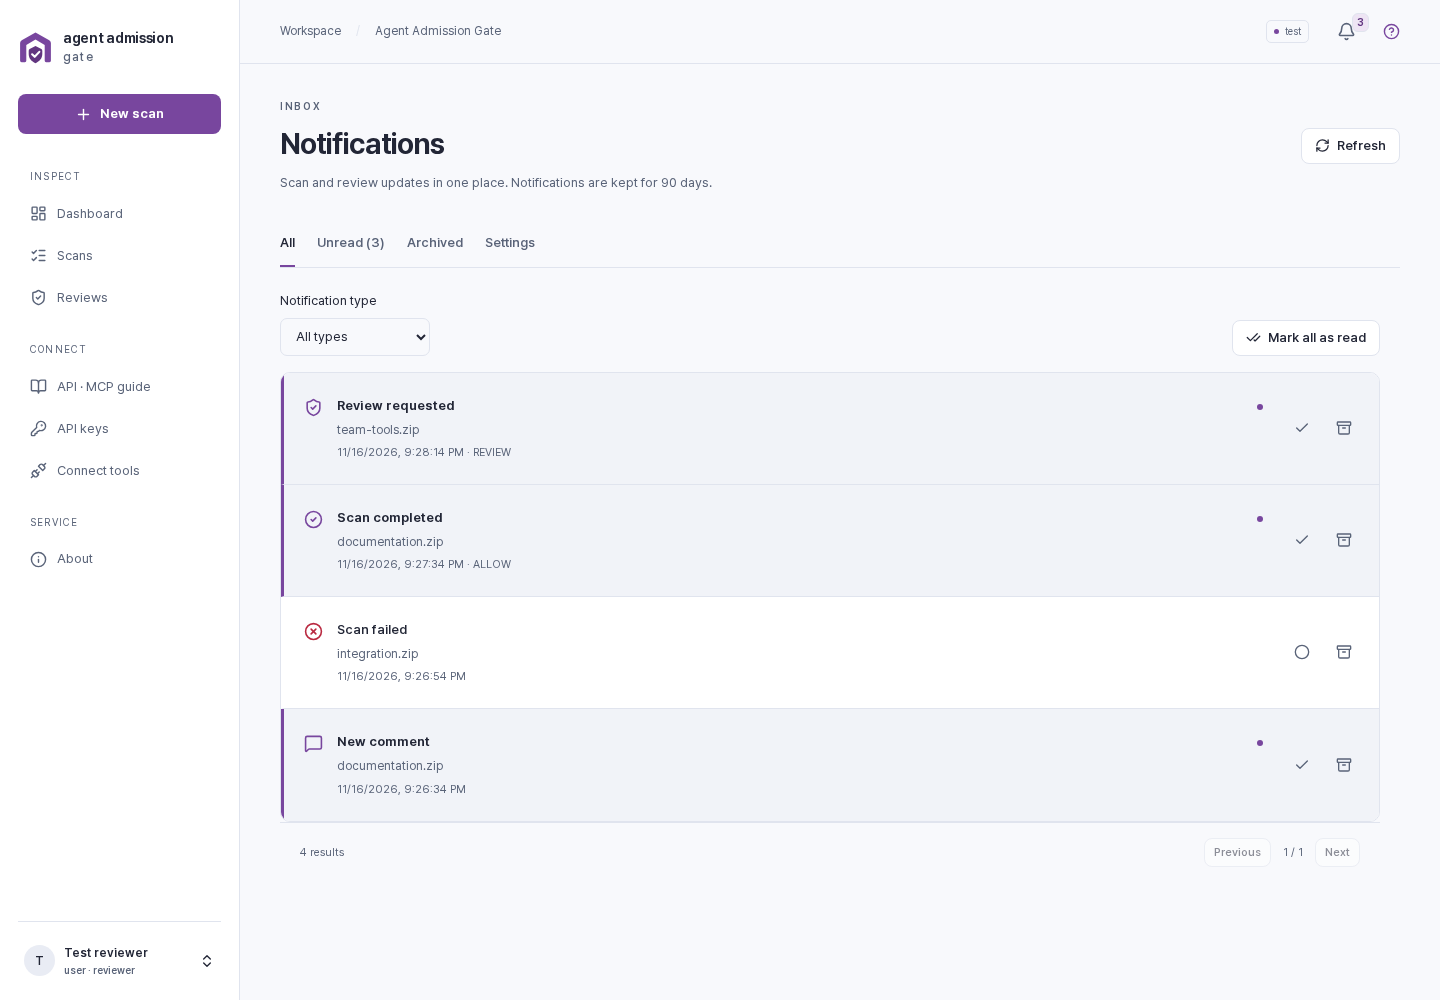 agent admission
gate
New scan
INSPECT
Dashboard
Scans
Reviews
CONNECT
API · MCP guide
API keys
Connect tools
SERVICE
About
T
Test reviewer
user · reviewer
Workspace / Agent Admission Gate
test
3
INBOX
Notifications
Refresh
Scan and review updates in one place. Notifications are kept for 90 days.
All
Unread (3)
Archived
Settings
Notification type
All types
Mark all as read
Review requested
team-tools.zip
11/16/2026, 9:28:14 PM · REVIEW
Scan completed
documentation.zip
11/16/2026, 9:27:34 PM · ALLOW
Scan failed
integration.zip
11/16/2026, 9:26:54 PM
New comment
documentation.zip
11/16/2026, 9:26:34 PM
4 results
Previous
1 / 1
Next